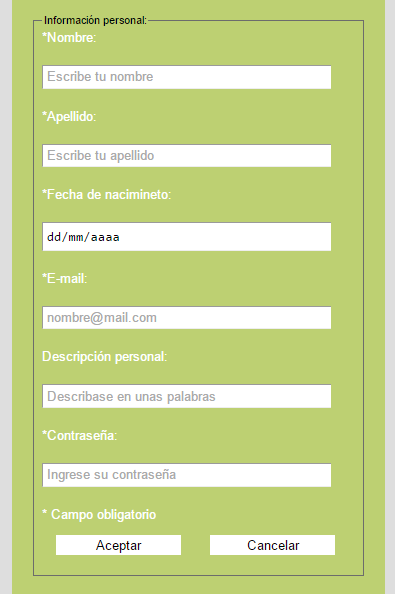 Información personal:
*Nombre:
Escribe tu nombre
*Apellido:
Escribe tu apellido
*Fecha de nacimineto:
dd/mm/aaaa
*E-mail:
nombre@mail.com
Descripción personal:
Describase en unas palabras
*Contraseña:
Ingrese su contraseña
* Campo obligatorio
Aceptar Cancelar